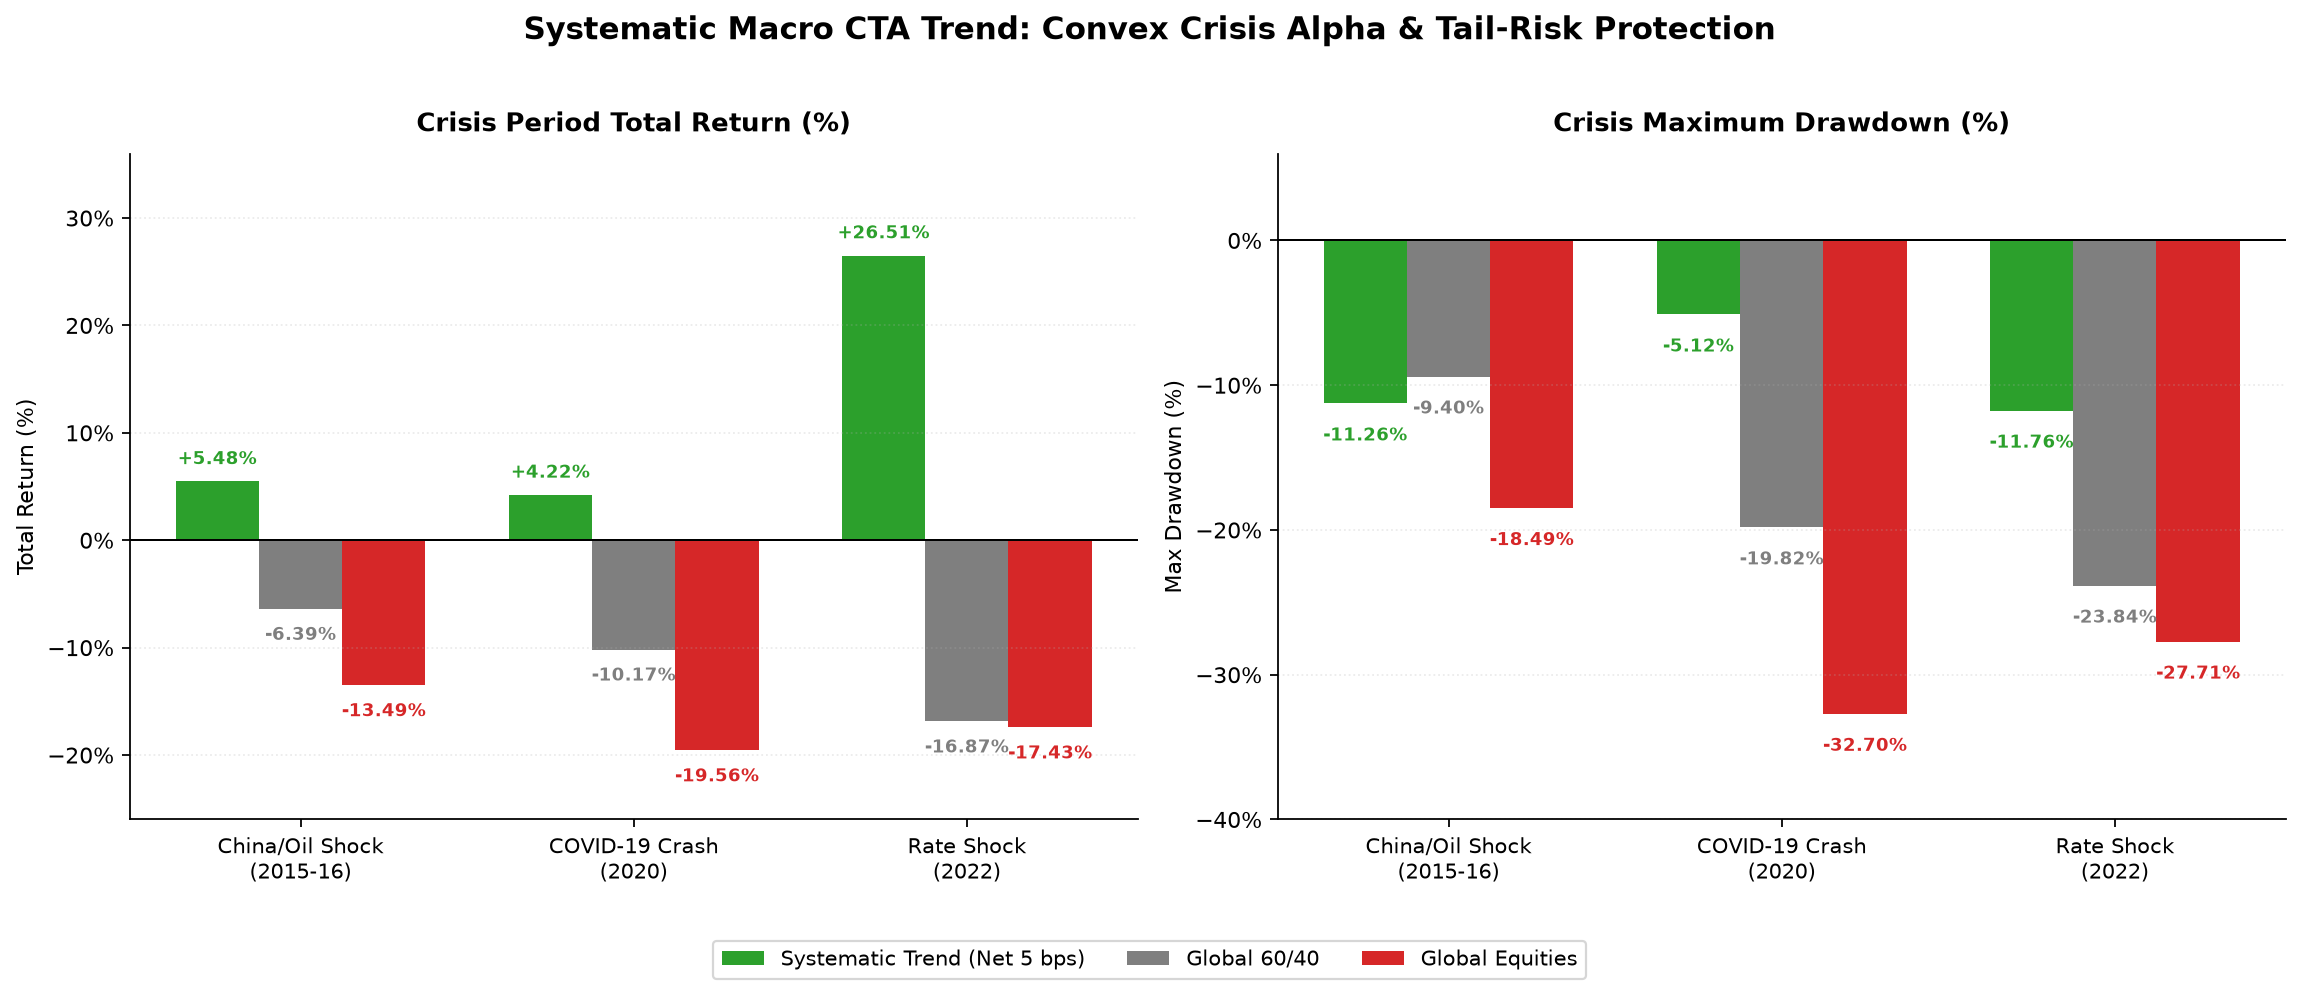 Systematic Macro CTA Trend: Convex Crisis Alpha & Tail-Risk Protection
Crisis Period Total Return (%)
Total Return (%)
30%
20%
10%
0%
−10%
−20%
+5.48%
-6.39%
-13.49%
+4.22%
-10.17%
-19.56%
+26.51%
-16.87%
-17.43%
China/Oil Shock
(2015-16)
COVID-19 Crash
(2020)
Rate Shock
(2022)
Crisis Maximum Drawdown (%)
Max Drawdown (%)
0%
−10%
−20%
−30%
−40%
-11.26%
-9.40%
-18.49%
-5.12%
-19.82%
-32.70%
-11.76%
-23.84%
-27.71%
China/Oil Shock
(2015-16)
COVID-19 Crash
(2020)
Rate Shock
(2022)
Systematic Trend (Net 5 bps)
Global 60/40
Global Equities